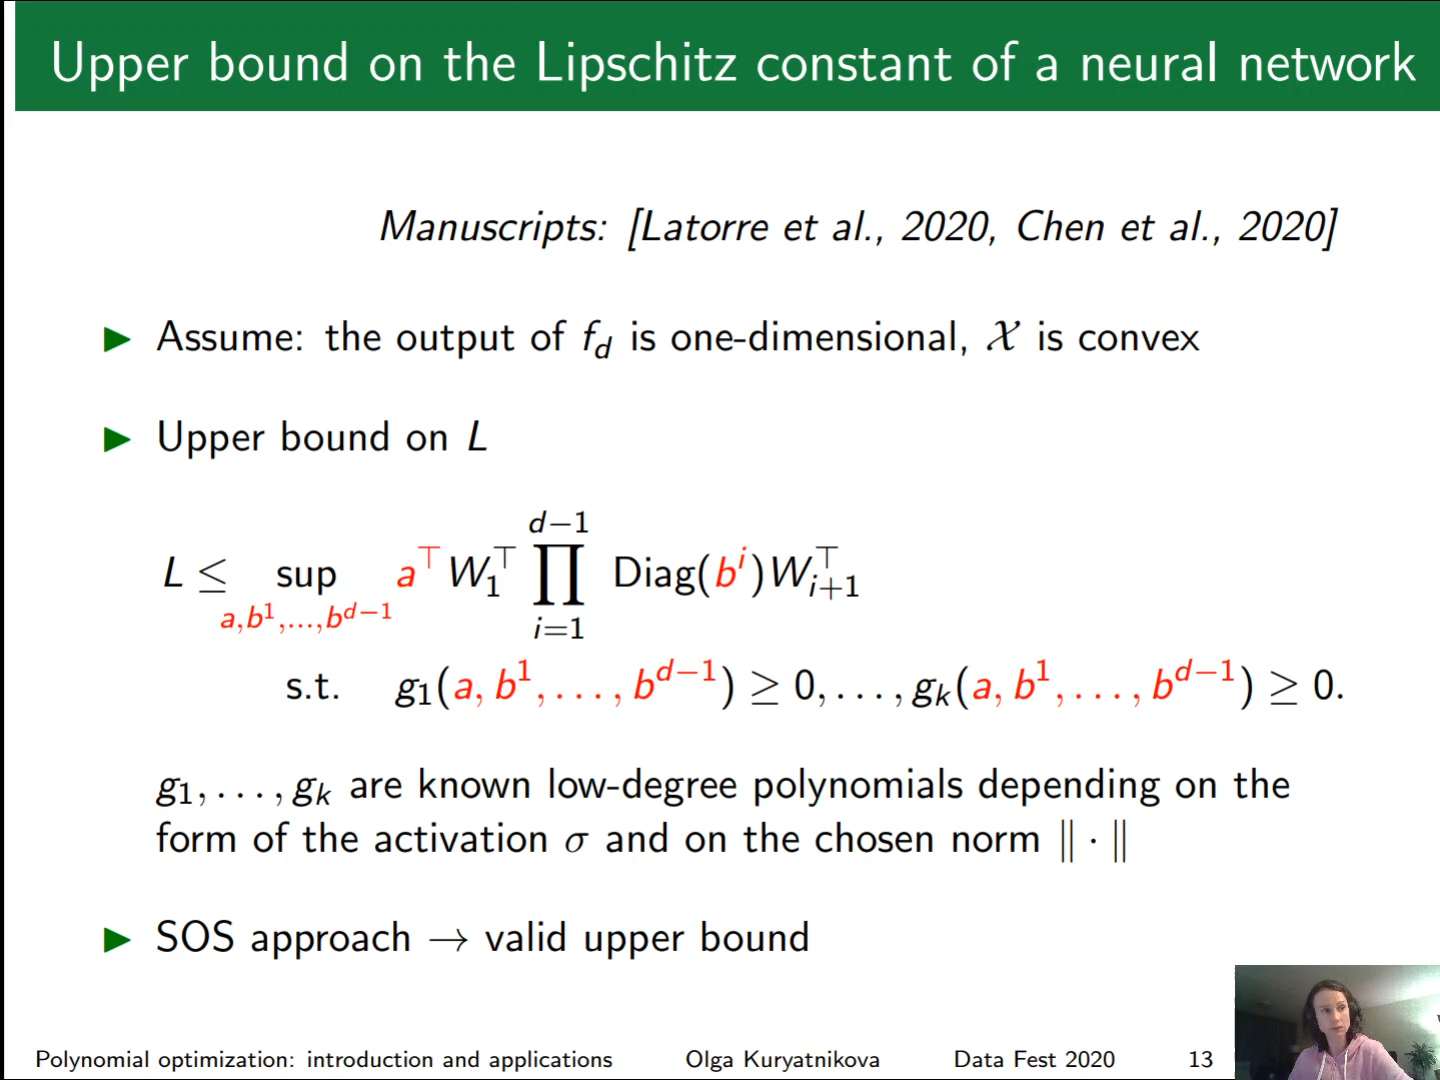 Upper bound on the Lipschitz constant of a neural network
Manuscripts: [Latorre et al., 2020, Chen et al., 2020]
▶ Assume: the output of f_d is one-dimensional, 𝒳 is convex
▶ Upper bound on L
L ≤ sup_{a,b^1,...,b^{d−1}} a^⊤ W_1^⊤ ∏_{i=1}^{d−1} Diag(b^i) W_{i+1}^⊤
s.t. g_1(a, b^1, . . . , b^{d−1}) ≥ 0, . . . , g_k(a, b^1, . . . , b^{d−1}) ≥ 0.
g_1, . . . , g_k are known low-degree polynomials depending on the
form of the activation σ and on the chosen norm ‖ · ‖
▶ SOS approach → valid upper bound
Polynomial optimization: introduction and applications Olga Kuryatnikova Data Fest 2020 13